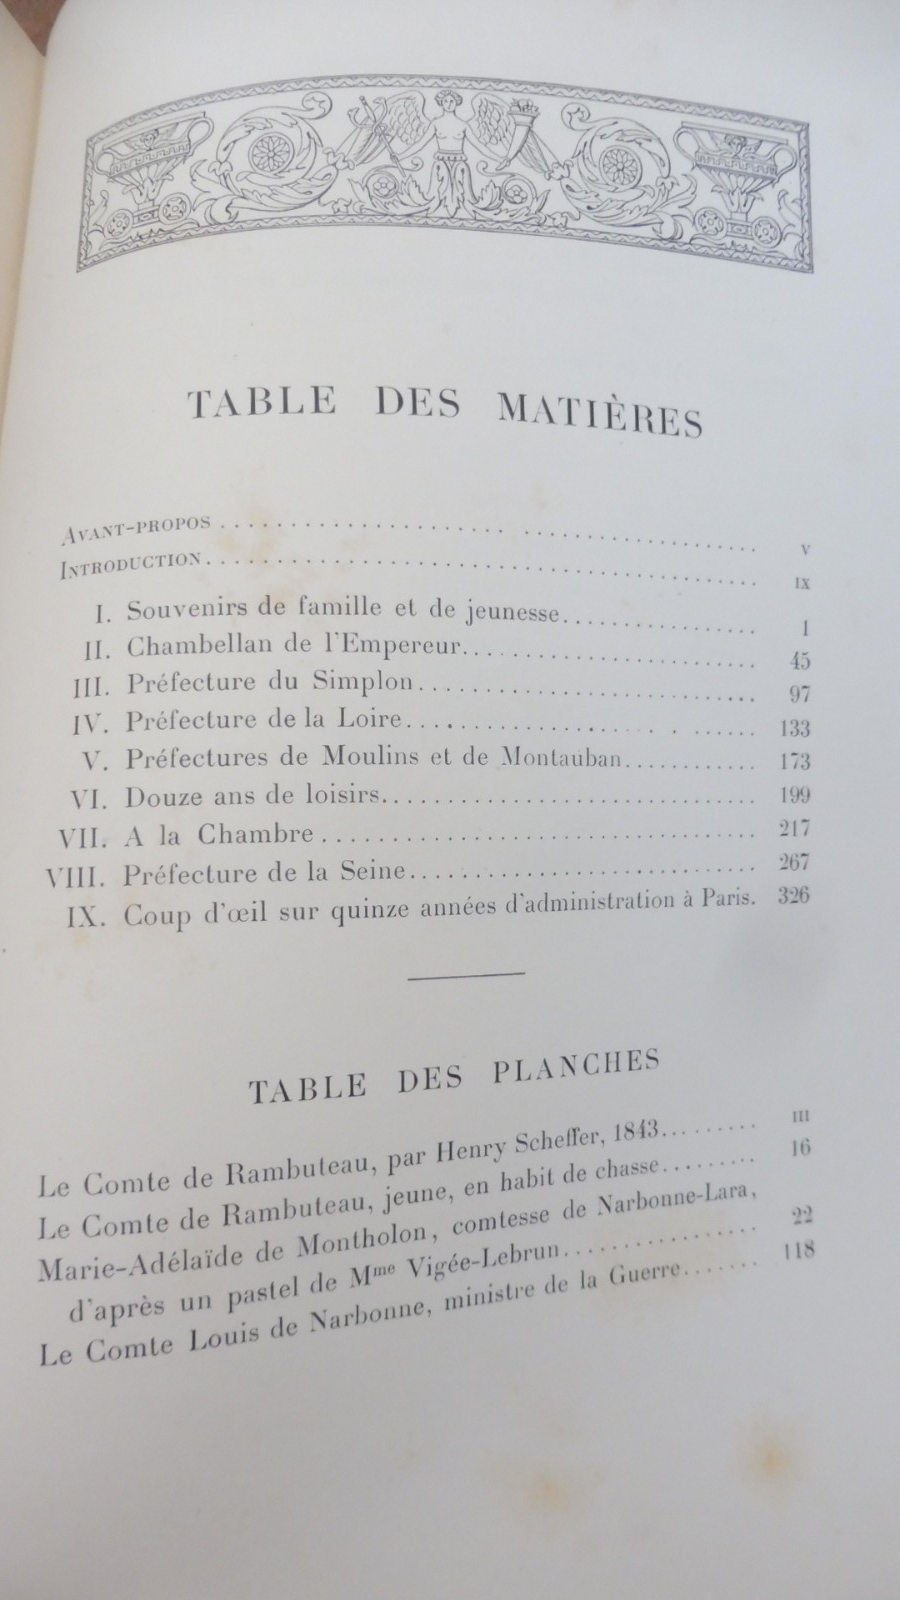 TABLE DES MATIÈRES
AVANT-PROPOS . . . . . . . . . . . . . . . . . . . . . . . . . . . . . . . . . . . . . . . . V
INTRODUCTION . . . . . . . . . . . . . . . . . . . . . . . . . . . . . . . . . . . . . . . . IX
I. Souvenirs de famille et de jeunesse. . . . . . . . . . . . . . . 1
II. Chambellan de l'Empereur. . . . . . . . . . . . . . . . . . . . . 45
III. Préfecture du Simplon . . . . . . . . . . . . . . . . . . . . . . . . 97
IV. Préfecture de la Loire . . . . . . . . . . . . . . . . . . . . . . . . 133
V. Préfectures de Moulins et de Montauban. . . . . . . . . . . . 173
VI. Douze ans de loisirs. . . . . . . . . . . . . . . . . . . . . . . . . . 199
VII. A la Chambre . . . . . . . . . . . . . . . . . . . . . . . . . . . . . . 217
VIII. Préfecture de la Seine. . . . . . . . . . . . . . . . . . . . . . . . 267
IX. Coup d'œil sur quinze années d'administration à Paris. 326
TABLE DES PLANCHES
Le Comte de Rambuteau, par Henry Scheffer, 1843. . . . . . . . . III
Le Comte de Rambuteau, jeune, en habit de chasse. . . . . . . . . 16
Marie-Adélaïde de Montholon, comtesse de Narbonne-Lara,
d'après un pastel de Mme Vigée-Lebrun. . . . . . . . . . . . . . . . 22
Le Comte Louis de Narbonne, ministre de la Guerre. . . . . . . 118